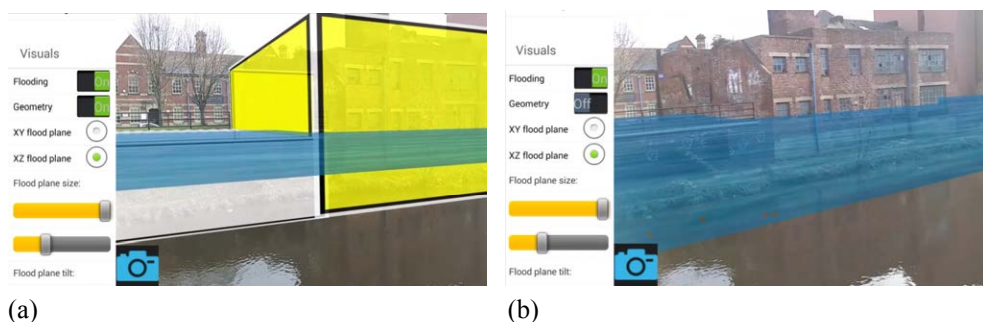 Visuals
Flooding On
Geometry On
XY flood plane
XZ flood plane
Flood plane size:
Flood plane tilt:
(a)
Visuals
Flooding On
Geometry Off
XY flood plane
XZ flood plane
Flood plane size:
Flood plane tilt:
(b)